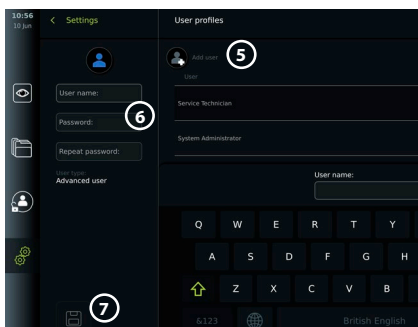 10:56
10 Jun
Settings
User profiles
Add user
5
User
User name:
Service Technician
Password:
6
System Administrator
Repeat password:
User type:
Advanced user
User name:
Q W E R T Y
A S D F G H
Z X C V B
7
&123
British English